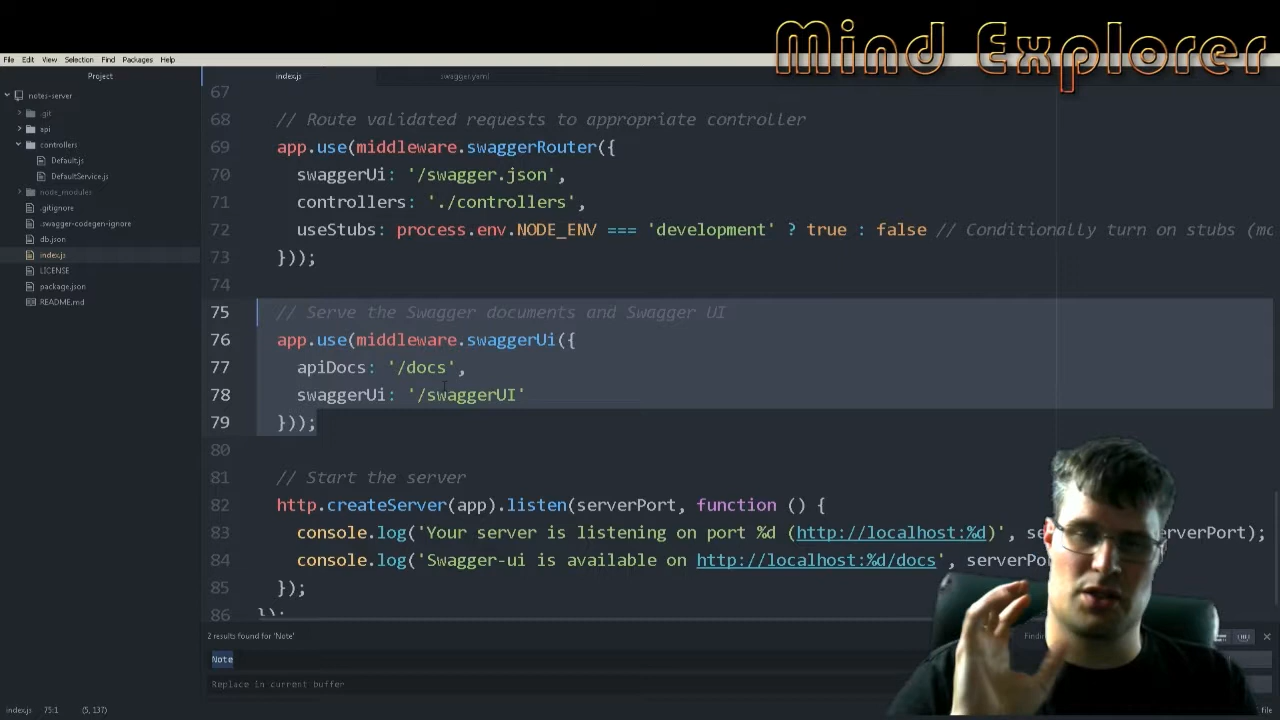 Mind Explorer
File Edit View Selection Find Packages Help
Project
index.js
swagger.yaml
notes-server
.git
api
controllers
Default.js
DefaultService.js
node_modules
.gitignore
.swagger-codegen-ignore
db.json
index.js
LICENSE
package.json
README.md
67
68 // Route validated requests to appropriate controller
69 app.use(middleware.swaggerRouter({
70 swaggerUi: '/swagger.json',
71 controllers: './controllers',
72 useStubs: process.env.NODE_ENV === 'development' ? true : false // Conditionally turn on stubs (mo
73 }));
74
75 // Serve the Swagger documents and Swagger UI
76 app.use(middleware.swaggerUi({
77 apiDocs: '/docs',
78 swaggerUi: '/swaggerUI'
79 }));
80
81 // Start the server
82 http.createServer(app).listen(serverPort, function () {
83 console.log('Your server is listening on port %d (http://localhost:%d)', se erverPort);
84 console.log('Swagger-ui is available on http://localhost:%d/docs', serverPo
85 });
86 });
2 results found for 'Note'
Note
Replace in current buffer
index.js 75:1 (5, 137)
file